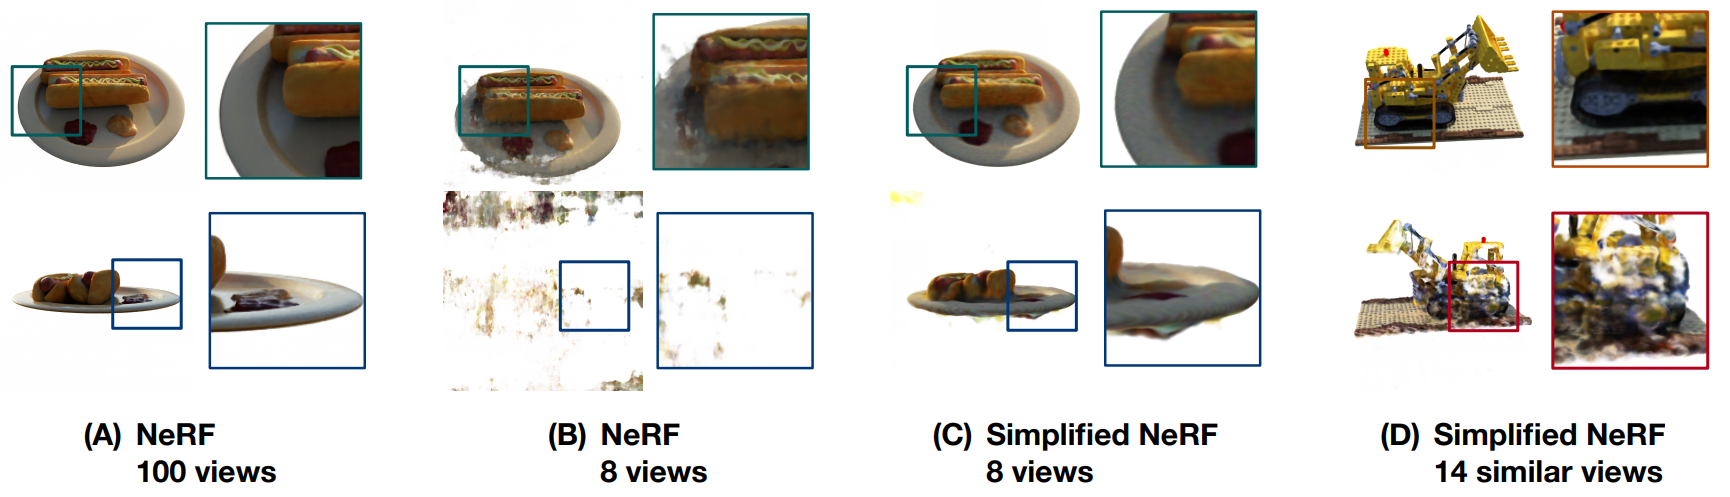 (A) NeRF
100 views
(B) NeRF
8 views
(C) Simplified NeRF
8 views
(D) Simplified NeRF
14 similar views